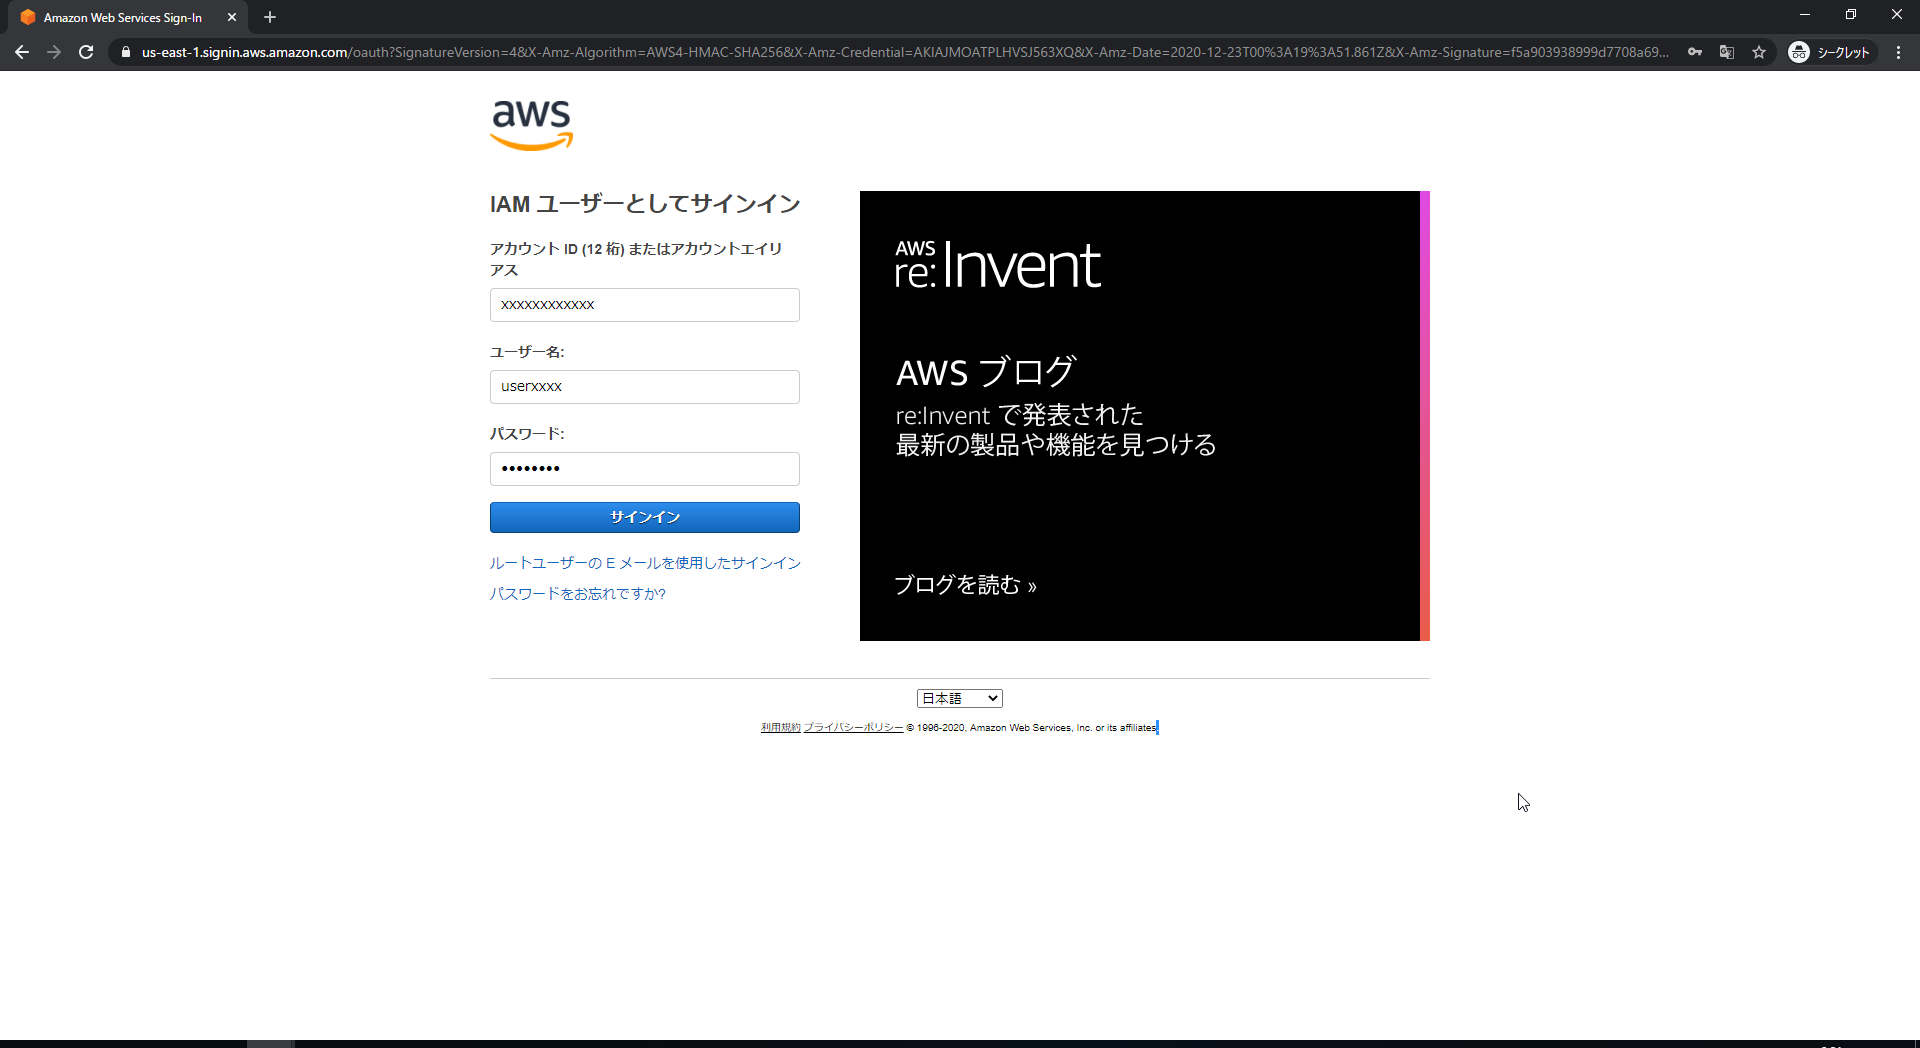 Amazon Web Services Sign-In
us-east-1.signin.aws.amazon.com/oauth?SignatureVersion=4&X-Amz-Algorithm=AWS4-HMAC-SHA256&X-Amz-Credential=AKIAJMOATPLHVSJ563XQ&X-Amz-Date=2020-12-23T00%3A19%3A51.861Z&X-Amz-Signature=f5a903938999d7708a69...
シークレット
aws
IAM ユーザーとしてサインイン
アカウント ID (12 桁) またはアカウントエイリ
アス
xxxxxxxxxxxx
ユーザー名:
userxxxx
パスワード:
••••••••
サインイン
ルートユーザーの E メールを使用したサインイン
パスワードをお忘れですか?
AWS
re:Invent
AWS ブログ
re:Invent で発表された
最新の製品や機能を見つける
ブログを読む »
日本語
利用規約 プライバシーポリシー © 1996-2020, Amazon Web Services, Inc. or its affiliates